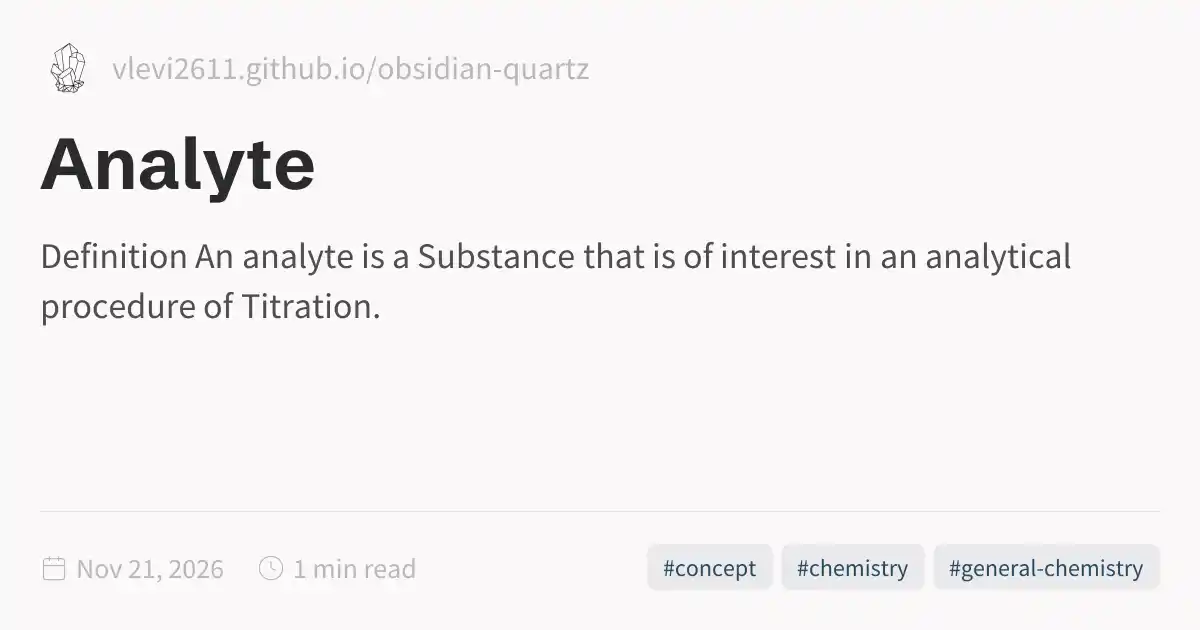 vlevi2611.github.io/obsidian-quartz
Analyte
Definition An analyte is a Substance that is of interest in an analytical
procedure of Titration.
Nov 21, 2026 1 min read #concept #chemistry #general-chemistry